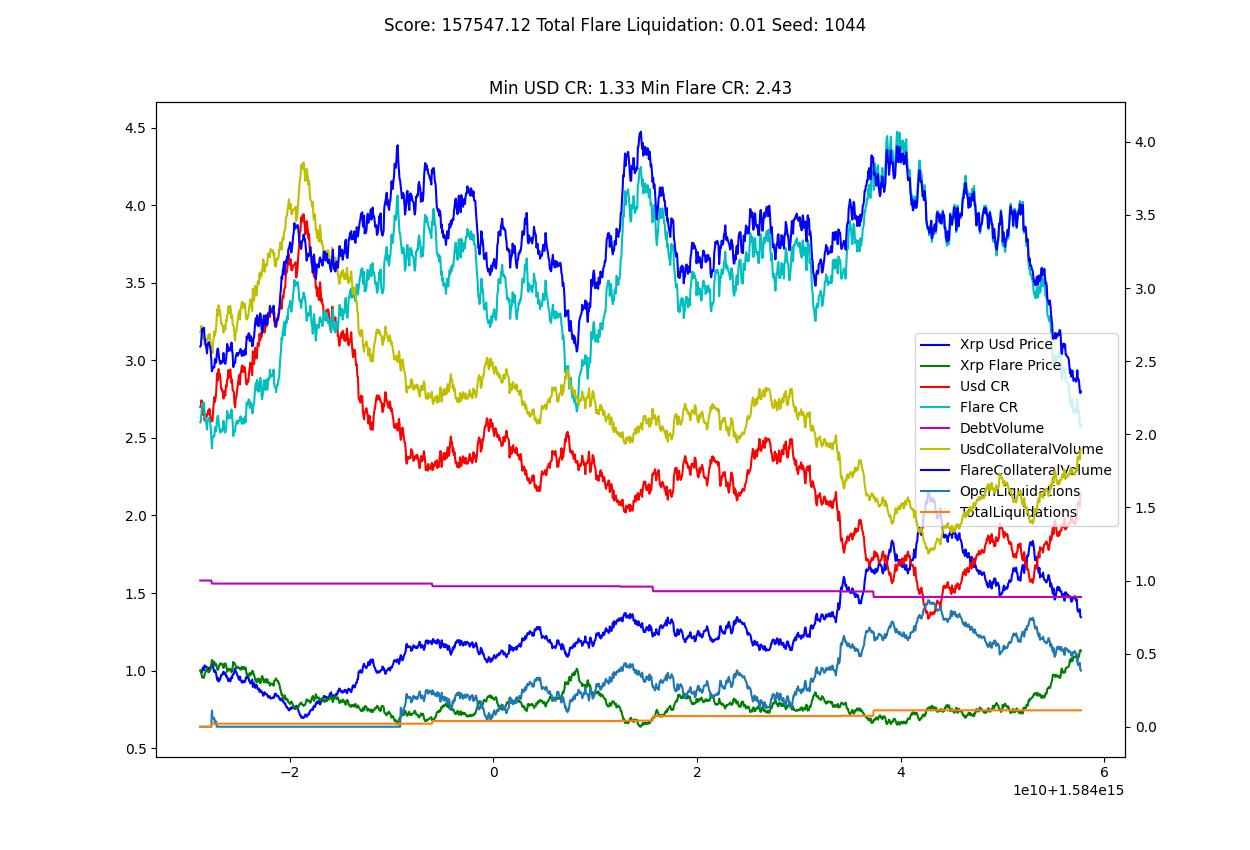 Score: 157547.12 Total Flare Liquidation: 0.01 Seed: 1044
Min USD CR: 1.33 Min Flare CR: 2.43
4.5
4.0
3.5
3.0
2.5
2.0
1.5
1.0
0.5
4.0
3.5
3.0
2.5
2.0
1.5
1.0
0.5
0.0
Xrp Usd Price
Xrp Flare Price
Usd CR
Flare CR
DebtVolume
UsdCollateralVolume
FlareCollateralVolume
OpenLiquidations
TotalLiquidations
−2 0 2 4 6
1e10+1.584e15